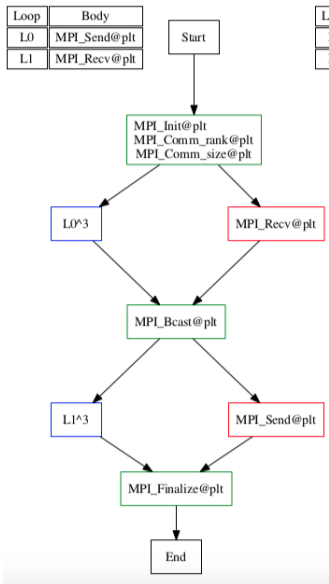 Loop Body
L0 MPI_Send@plt
L1 MPI_Recv@plt
Start
MPI_Init@plt
MPI_Comm_rank@plt
MPI_Comm_size@plt
L0^3
MPI_Recv@plt
MPI_Bcast@plt
L1^3
MPI_Send@plt
MPI_Finalize@plt
End